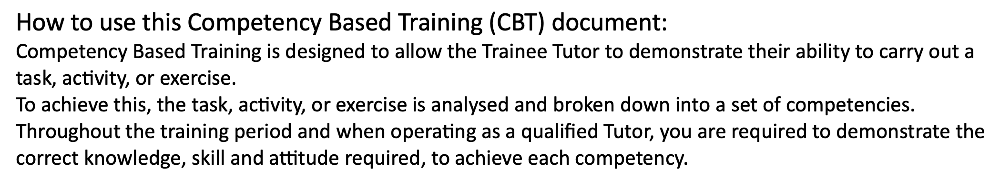 How to use this Competency Based Training (CBT) document:
Competency Based Training is designed to allow the Trainee Tutor to demonstrate their ability to carry out a
task, activity, or exercise.
To achieve this, the task, activity, or exercise is analysed and broken down into a set of competencies.
Throughout the training period and when operating as a qualified Tutor, you are required to demonstrate the
correct knowledge, skill and attitude required, to achieve each competency.